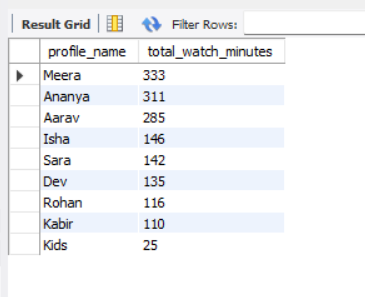 Result Grid Filter Rows:
profile_name total_watch_minutes
Meera 333
Ananya 311
Aarav 285
Isha 146
Sara 142
Dev 135
Rohan 116
Kabir 110
Kids 25